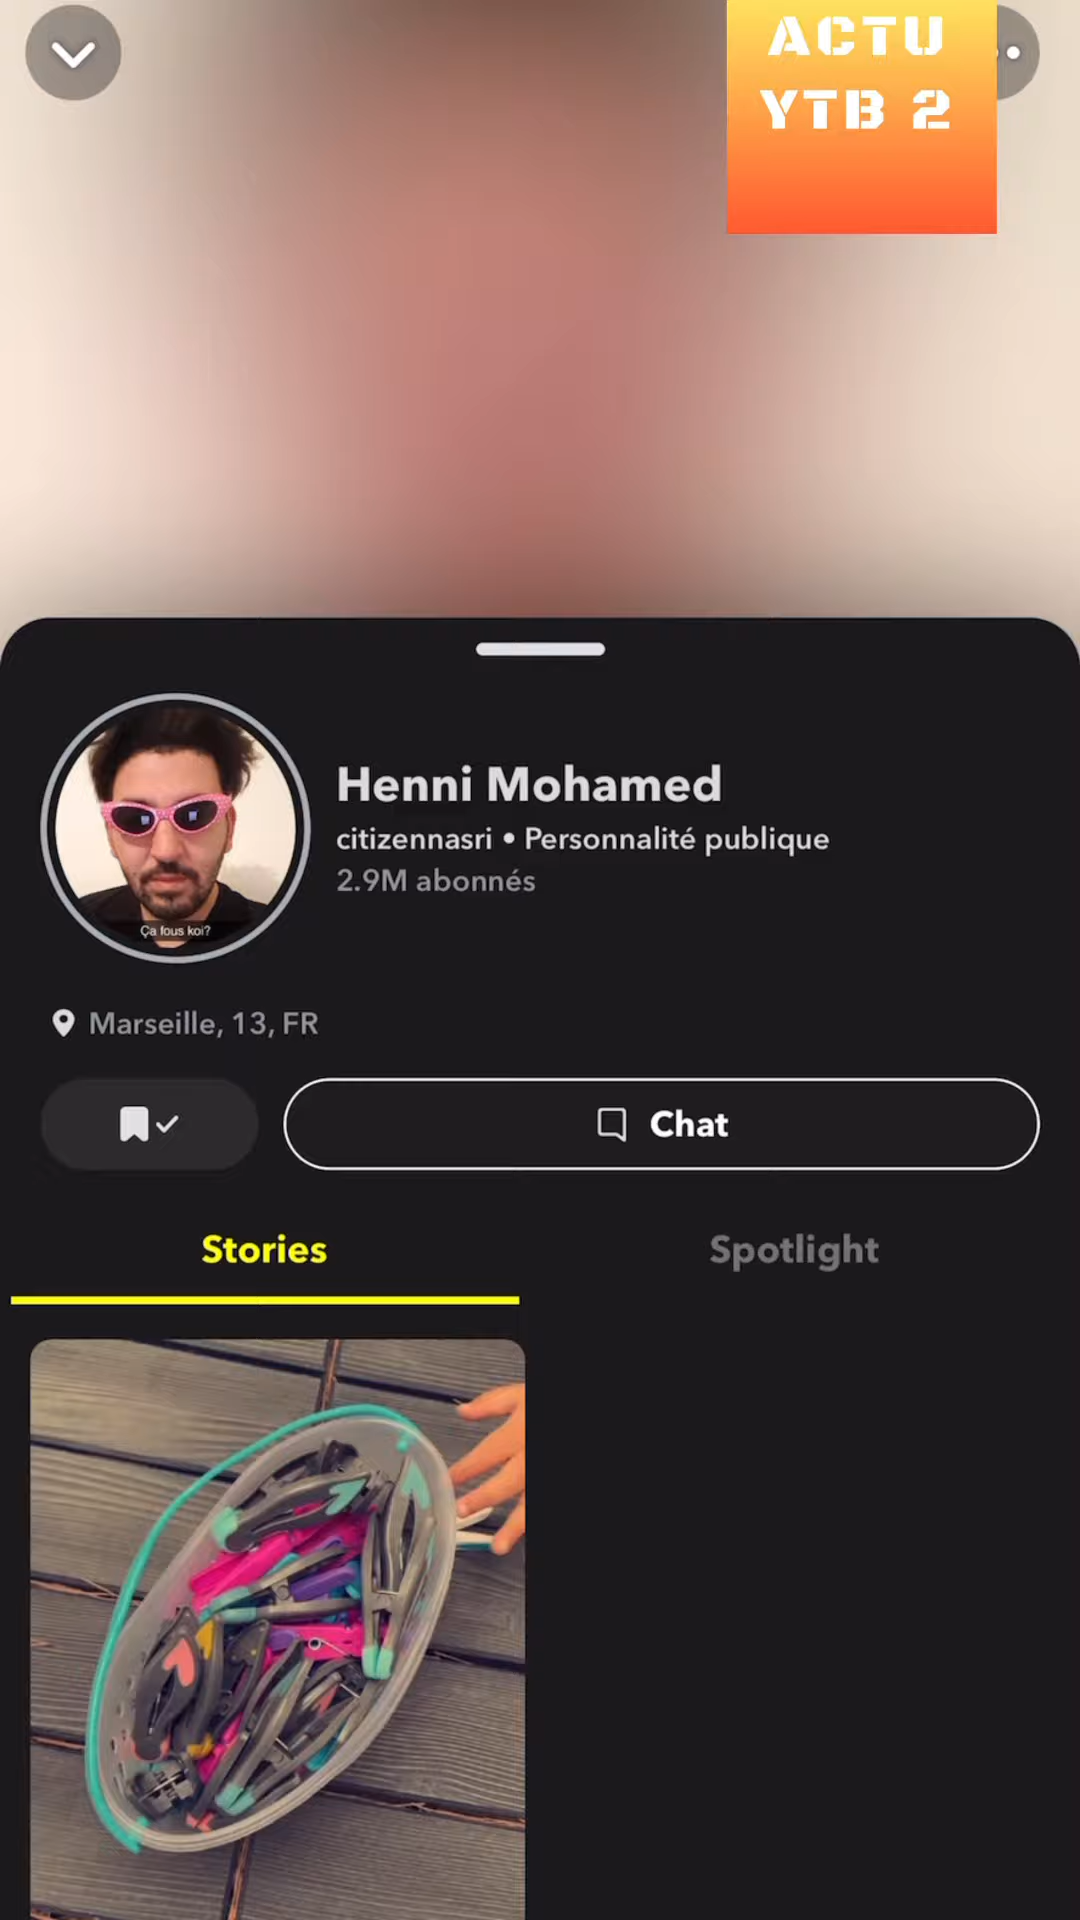 ACTU
YTB 2
Ça fous koi?
Henni Mohamed
citizennasri • Personnalité publique
2.9M abonnés
Marseille, 13, FR
Chat
Stories
Spotlight